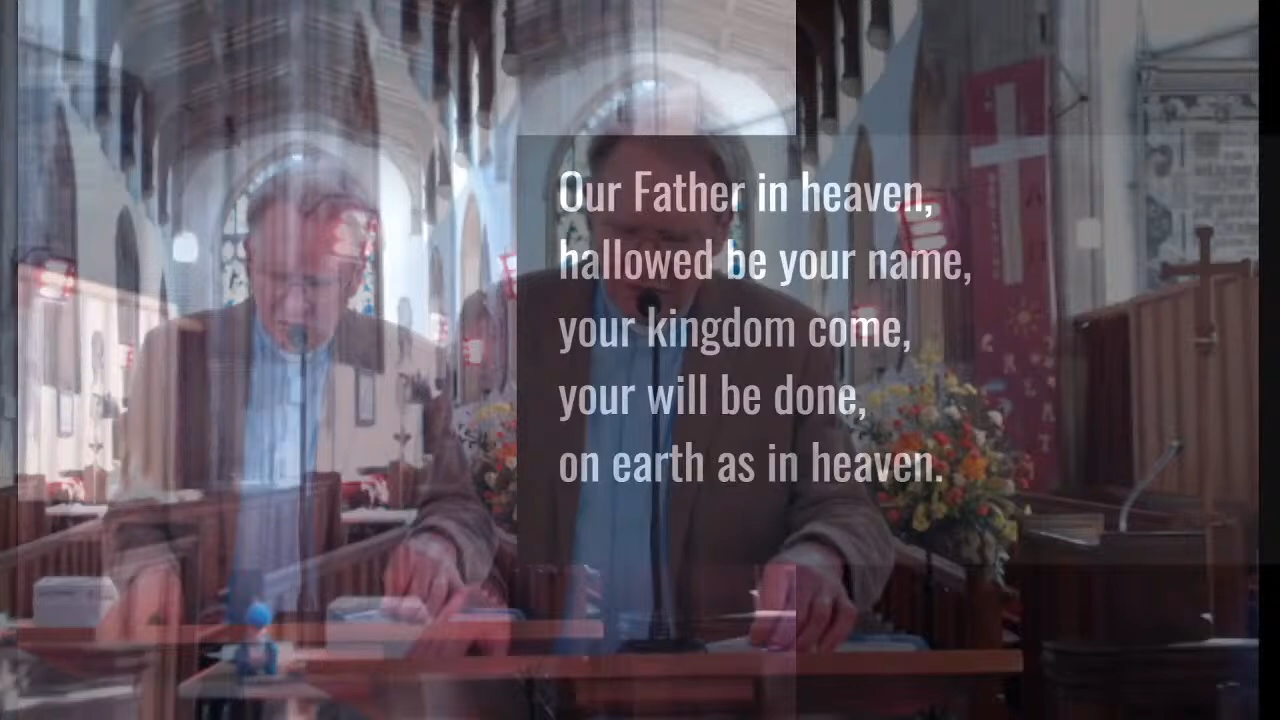 Our Father in heaven,
hallowed be your name,
your kingdom come,
your will be done,
on earth as in heaven.